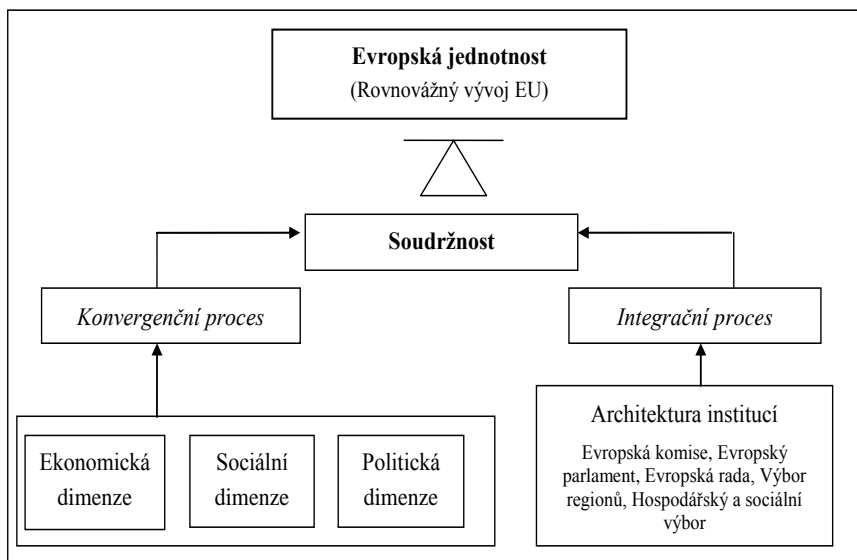 Evropská jednotnost
(Rovnovážný vývoj EU)
Soudržnost
Konvergenční proces
Integrační proces
Ekonomická
dimenze
Sociální
dimenze
Politická
dimenze
Architektura institucí
Evropská komise, Evropský
parlament, Evropská rada, Výbor
regionů, Hospodářský a sociální
výbor